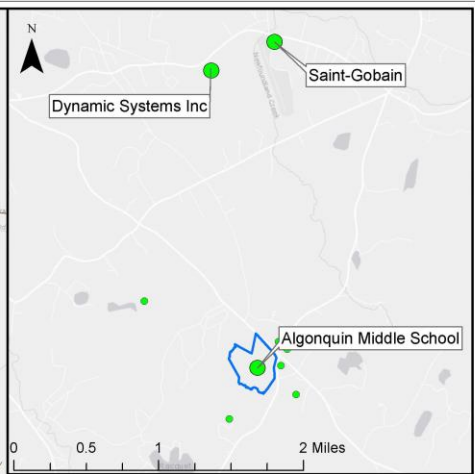 N
Saint-Gobain
Dynamic Systems Inc
Algonquin Middle School
0 0.5 1 2 Miles